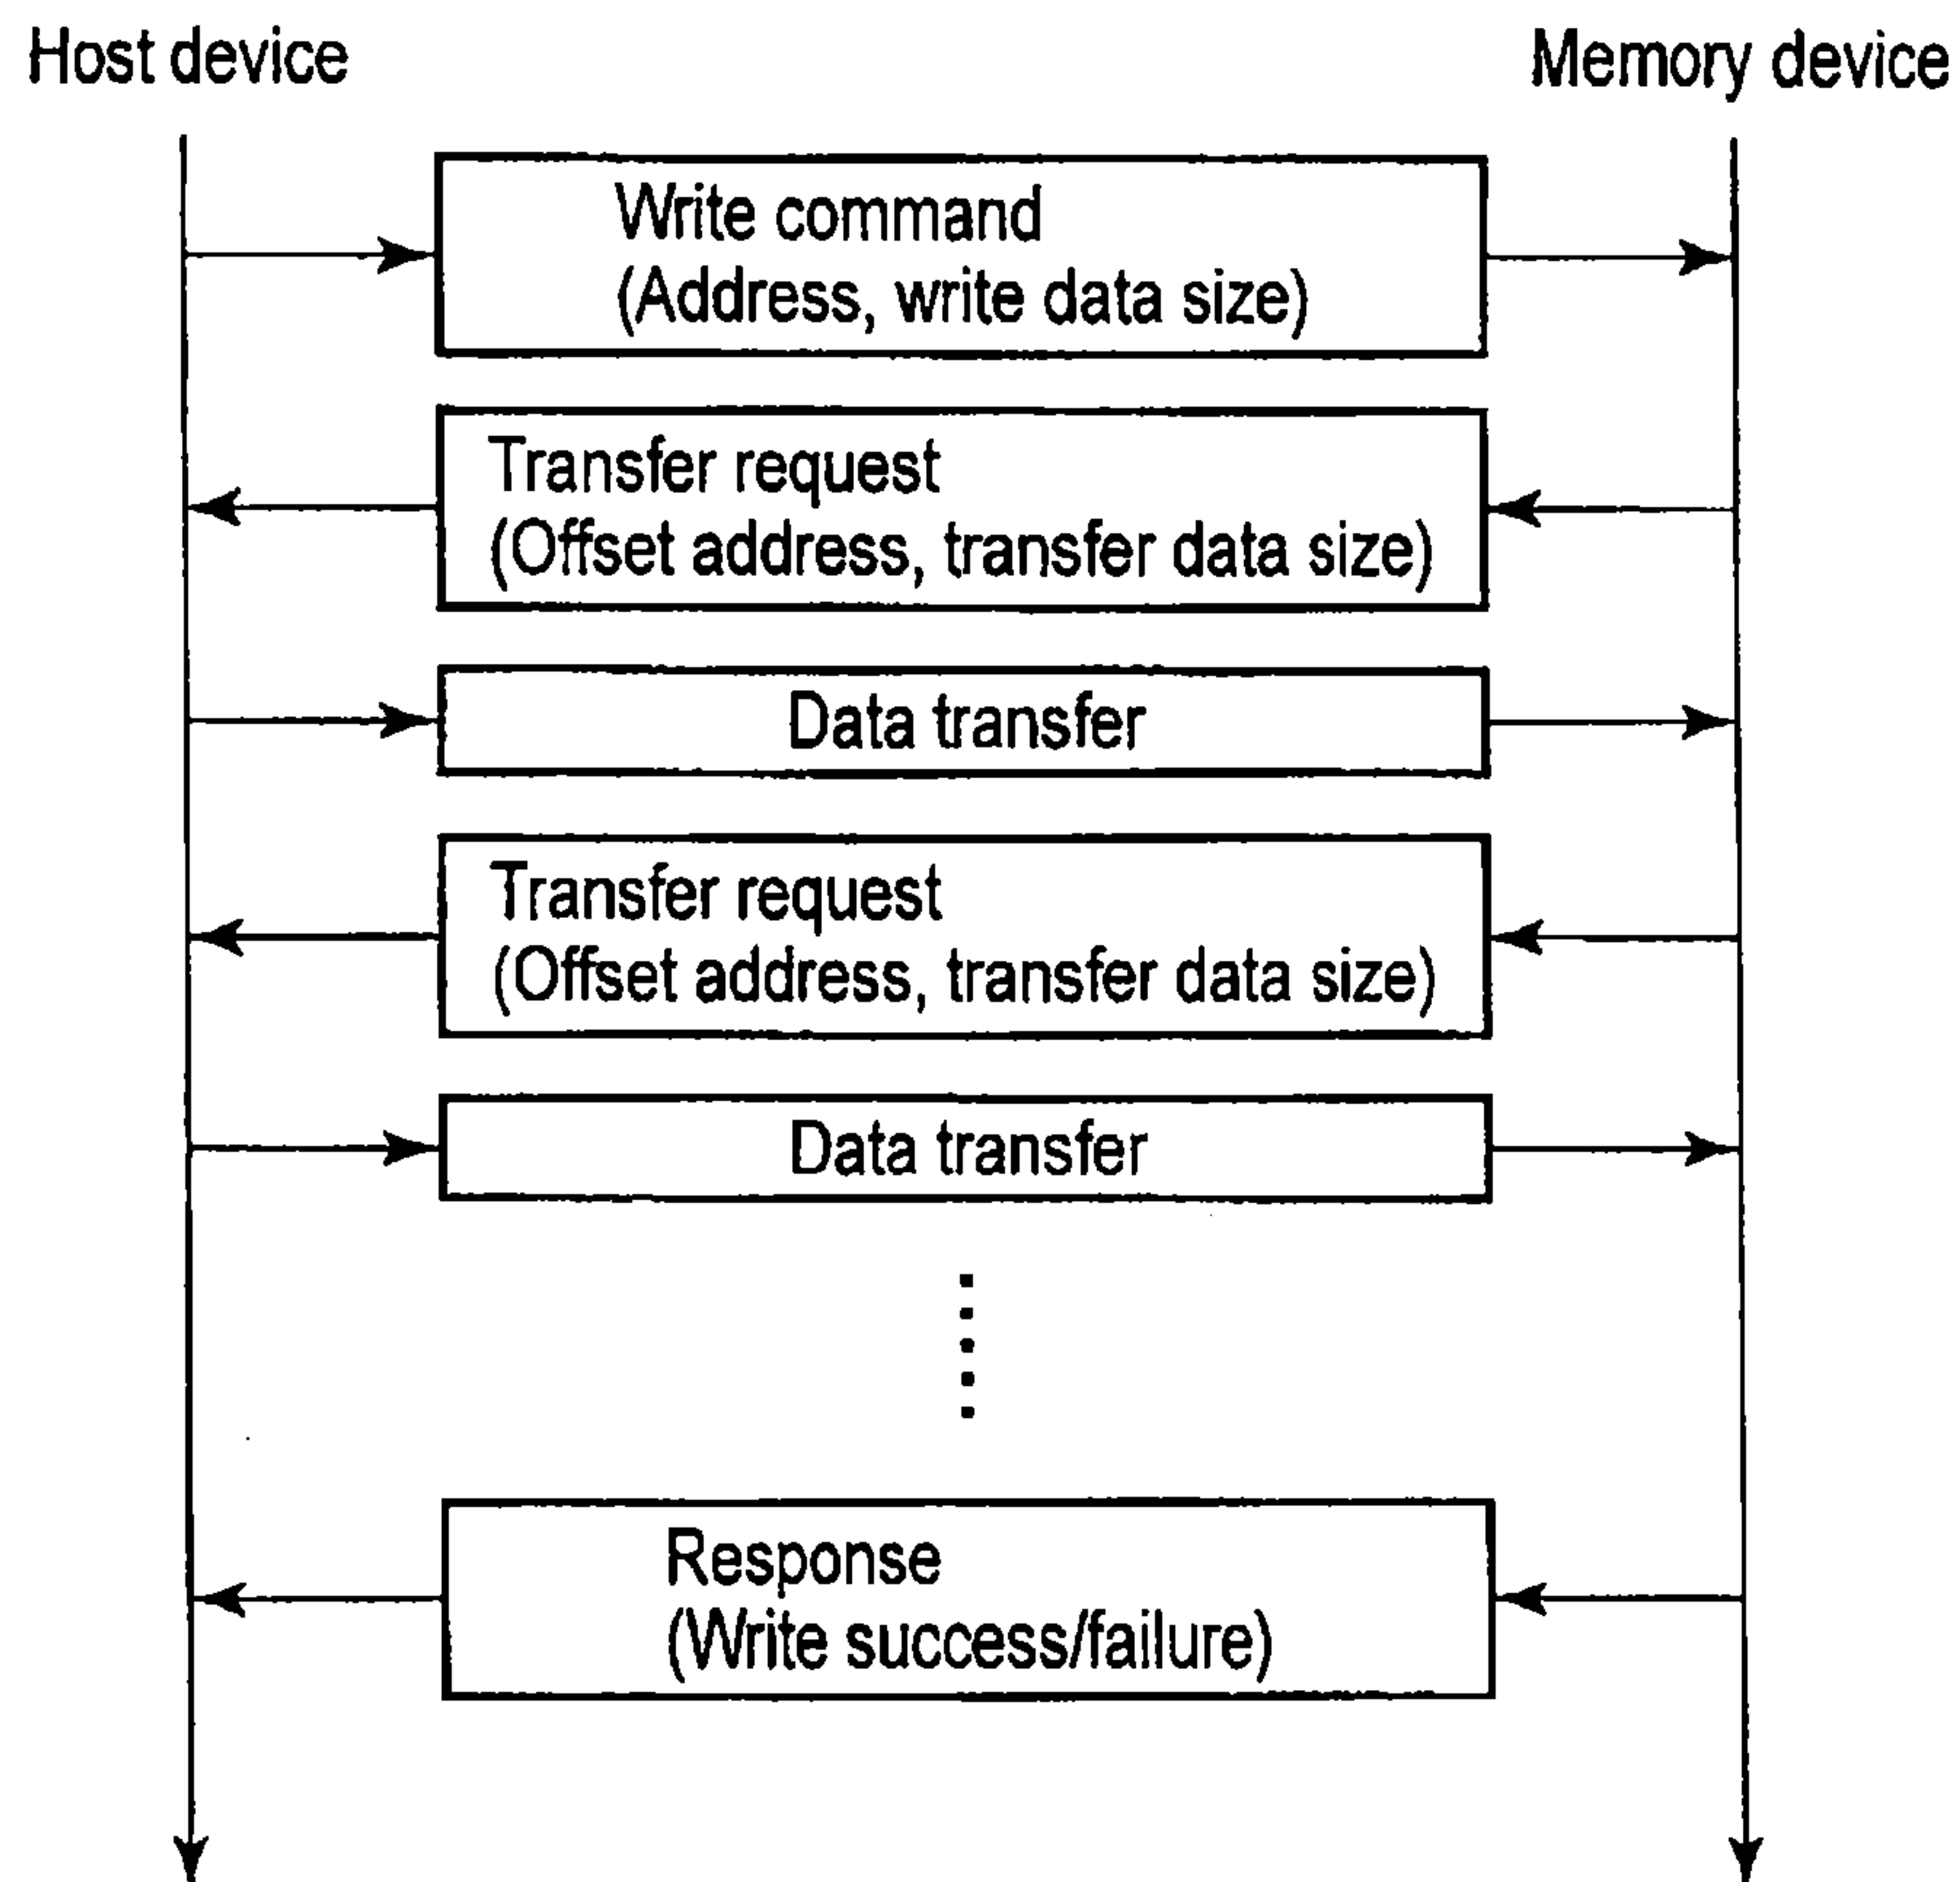 Host device
Memory device
Write command
(Address, write data size)
Transfer request
(Offset address, transfer data size)
Data transfer
Transfer request
(Offset address, transfer data size)
Data transfer
Response
(Write success/failure)